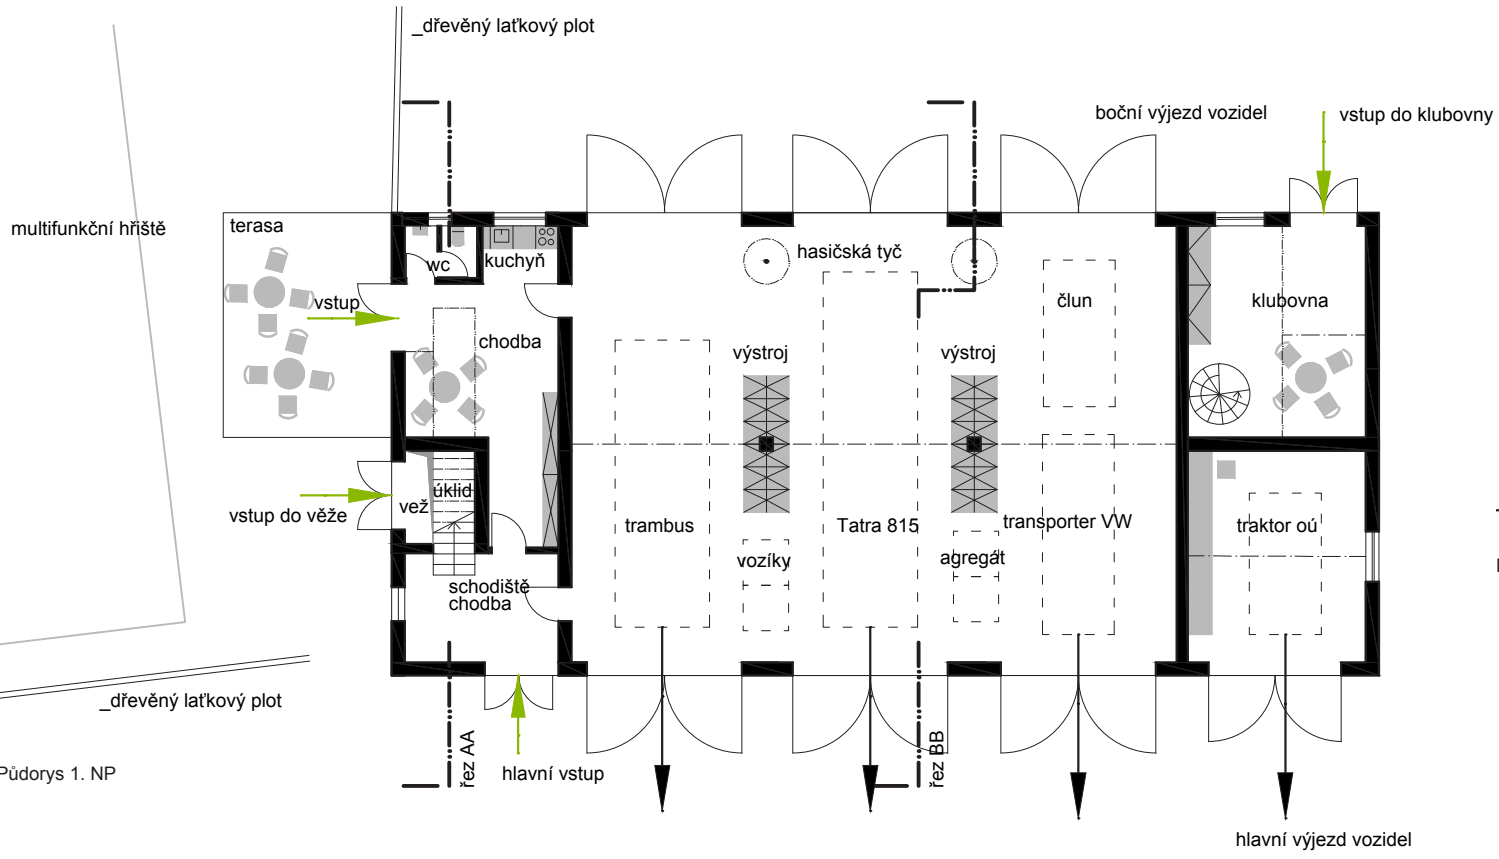 _dřevěný laťkový plot
boční výjezd vozidel
vstup do klubovny
multifunkční hřiště
terasa
wc
kuchyň
hasičská tyč
vstup
chodba
člun
klubovna
výstroj
výstroj
vstup do věže
vež
úklid
trambus
Tatra 815
transporter VW
traktor oú
vozíky
agregát
schodiště
chodba
_dřevěný laťkový plot
řez AA
řez BB
hlavní vstup
Půdorys 1. NP
hlavní výjezd vozidel